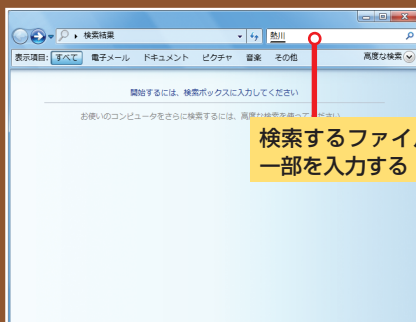 検索結果
熱川
表示項目: すべて 電子メール ドキュメント ピクチャ 音楽 その他 高度な検索
開始するには、検索ボックスに入力してください
お使いのコンピュータをさらに検索するには、高度な検索を使ってください
検索するファイル
一部を入力する